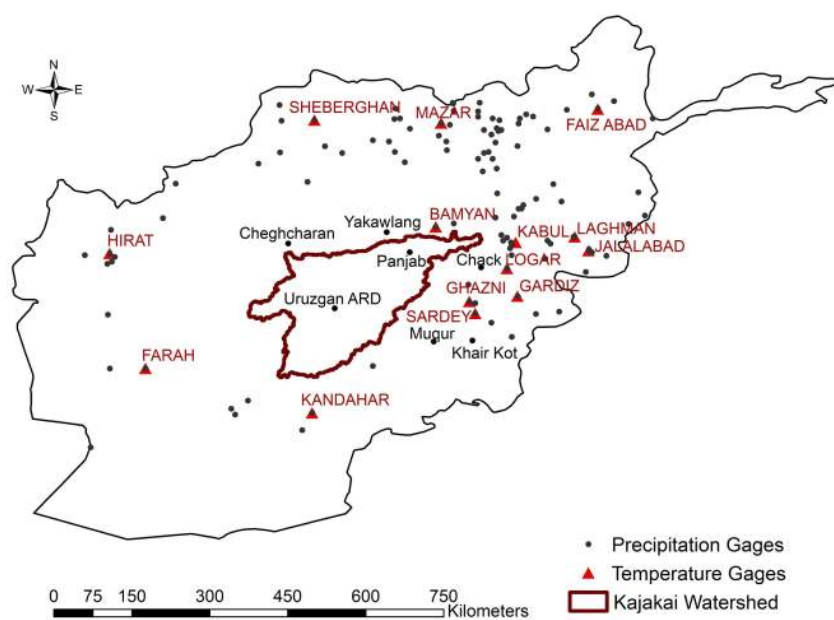 N
W E
S
SHEBERGHAN
MAZAR
FAIZ ABAD
BAMYAN
Yakawlang
Cheghcharan
HIRAT
KABUL
LAGHMAN
JALALABAD
Panjab
Chack
LOGAR
GHAZNI
GARDIZ
Uruzgan ARD
SARDEY
Mugur
Khair Kot
FARAH
KANDAHAR
Precipitation Gages
Temperature Gages
Kajakai Watershed
0 75 150 300 450 600 750
Kilometers